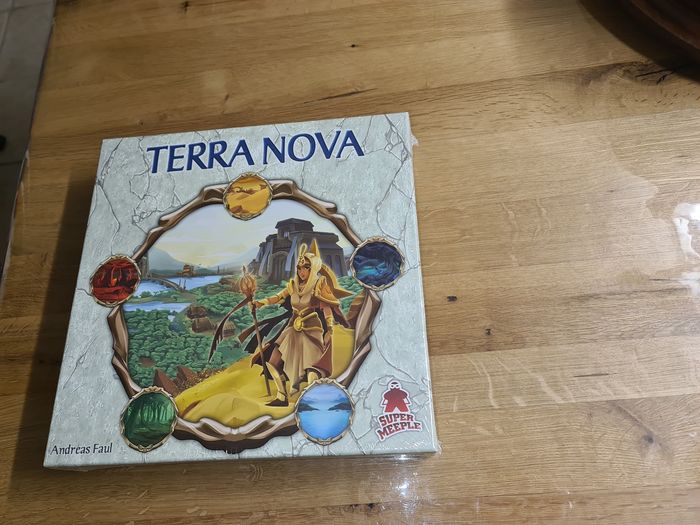 TERRA NOVA
Andreas Faul
SUPER
MEEPLE